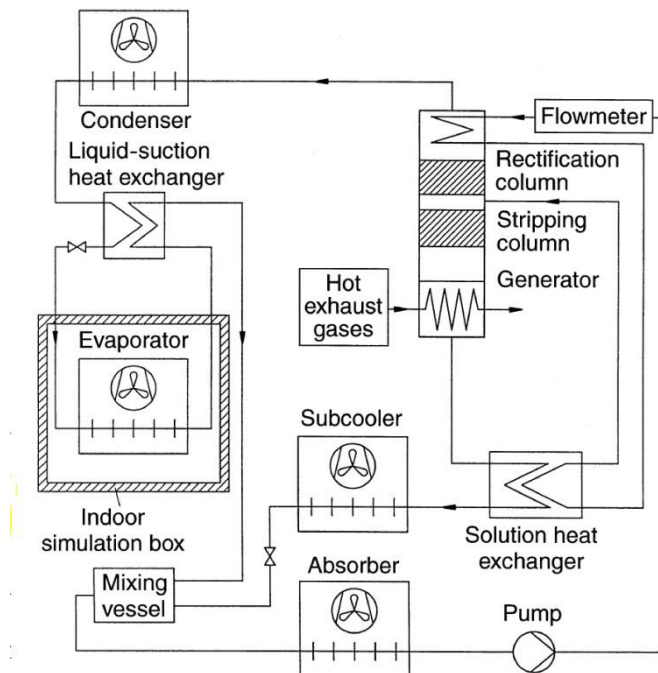 Condenser
Liquid-suction
heat exchanger
Flowmeter
Rectification
column
Stripping
column
Generator
Hot
exhaust
gases
Evaporator
Subcooler
Indoor
simulation box
Solution heat
exchanger
Mixing
vessel
Absorber
Pump